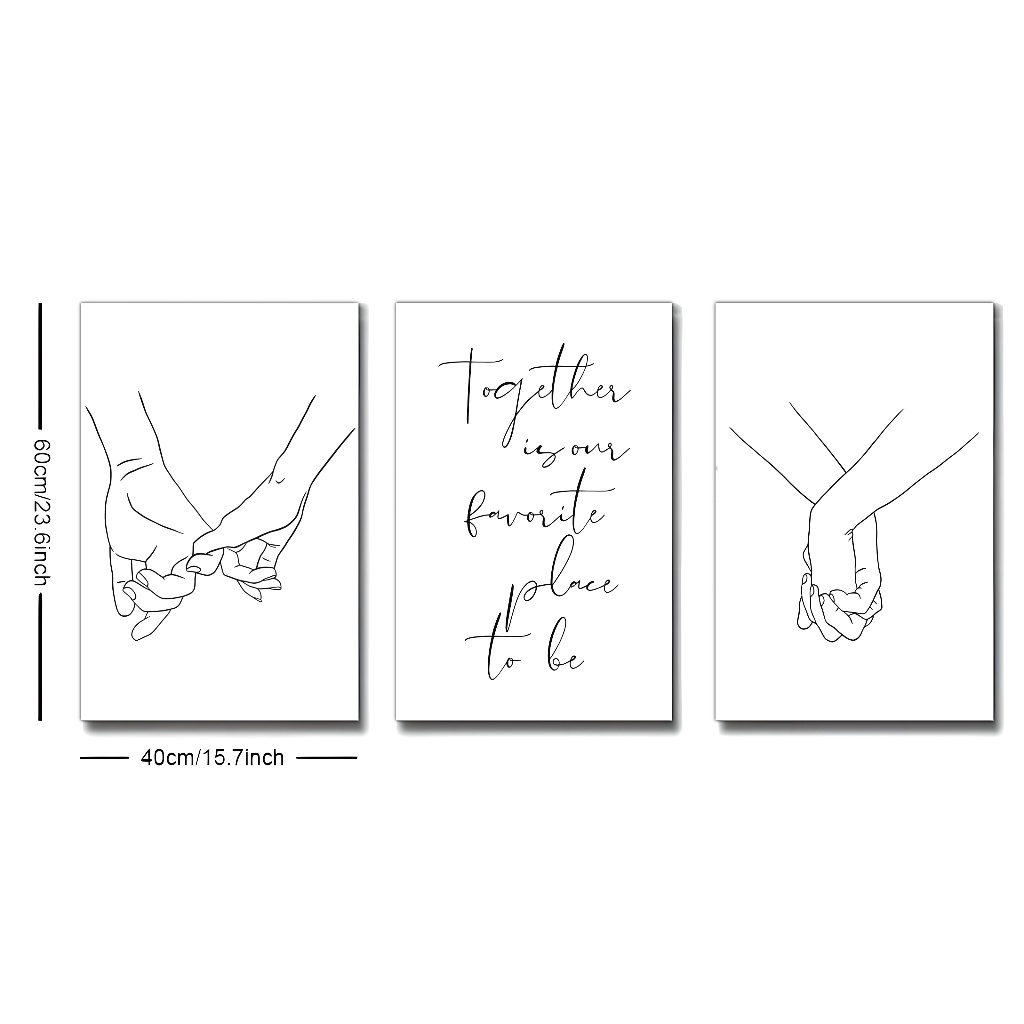 60cm/23.6inch
Together
is our
favorite
place
to be
40cm/15.7inch